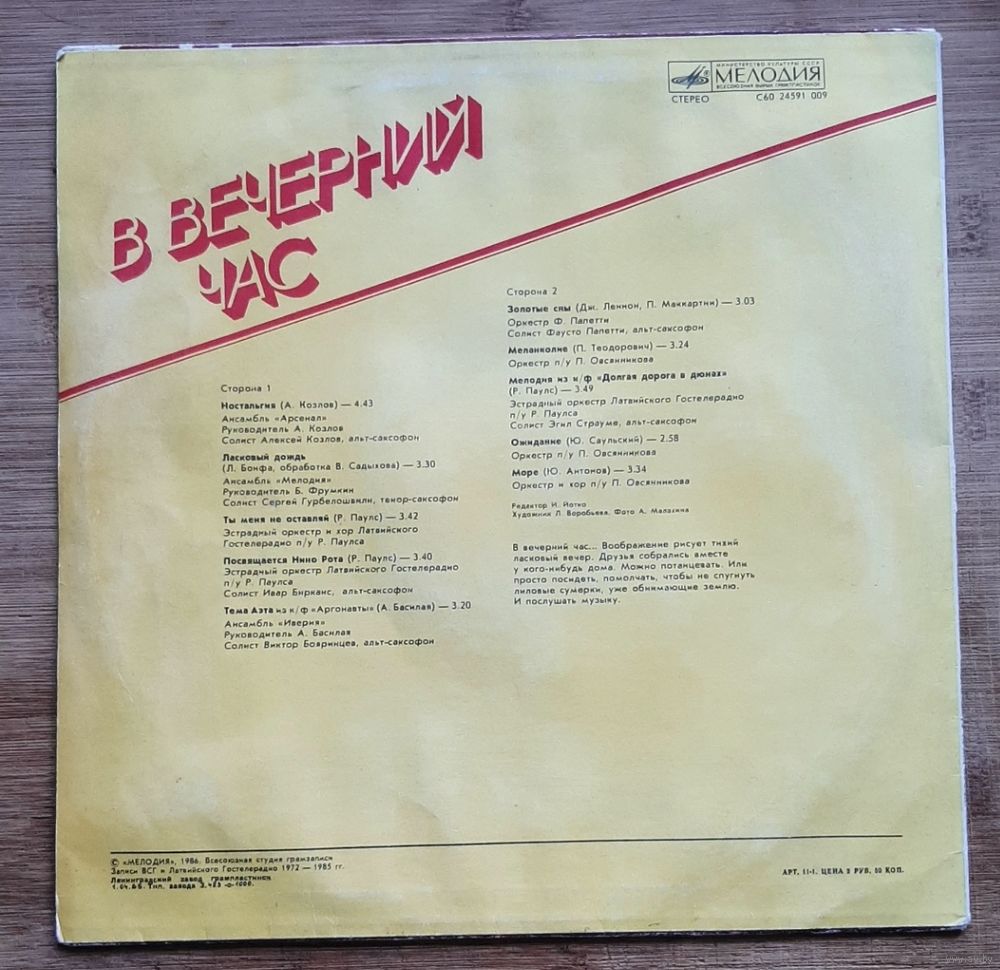 МИНИСТЕРСТВО КУЛЬТУРЫ СССР
МЕЛОДИЯ
ВСЕСОЮЗНАЯ ФИРМА ГРАМПЛАСТИНОК
СТЕРЕО С60 24591 009
В ВЕЧЕРНИЙ
ЧАС
Сторона 1
Ностальгия (А. Козлов) — 4.43
Ансамбль «Арсенал»
Руководитель А. Козлов
Солист Алексей Козлов, альт-саксофон
Ласковый дождь
(Л. Бонфа, обработка В. Садыхова) — 3.30
Ансамбль «Мелодия»
Руководитель Б. Фрумкин
Солист Сергей Гурбелошвили, тенор-саксофон
Ты меня не оставляй (Р. Паулс) — 3.42
Эстрадный оркестр и хор Латвийского
Гостелерадио п/у Р. Паулса
Посвящается Нино Рота (Р. Паулс) — 3.40
Эстрадный оркестр Латвийского Гостелерадио
п/у Р. Паулса
Солист Ивар Бирканс, альт-саксофон
Тема Аэта из к/ф «Аргонавты» (А. Басилая) — 3.20
Ансамбль «Иверия»
Руководитель А. Басилая
Солист Виктор Бояринцев, альт-саксофон
Сторона 2
Золотые сны (Дж. Леннон, П. Маккартни) — 3.03
Оркестр Ф. Папетти
Солист Фаусто Папетти, альт-саксофон
Меланколие (П. Теодорович) — 3.24
Оркестр п/у П. Овсянникова
Мелодия из к/ф «Долгая дорога в дюнах»
(Р. Паулс) — 3.49
Эстрадный оркестр Латвийского Гостелерадио
п/у Р. Паулса
Солист Эгил Страуме, альт-саксофон
Ожидание (Ю. Саульский) — 2.58
Оркестр п/у П. Овсянникова
Море (Ю. Антонов) — 3.34
Оркестр и хор п/у П. Овсянникова
Редактор И. Йотко
Художник Л. Воробьева. Фото А. Малахина
В вечерний час... Воображение рисует тихий
ласковый вечер. Друзья собрались вместе
у кого-нибудь дома. Можно потанцевать. Или
просто посидеть, помолчать, чтобы не спугнуть
лиловые сумерки, уже обнимающие землю.
И послушать музыку.
© «МЕЛОДИЯ», 1986. Всесоюзная студия грамзаписи
Записи ВСГ и Латвийского Гостелерадио 1972 — 1985 гг.
Ленинградский завод грампластинок
Тип. завода
АРТ. 11-1. ЦЕНА 2 РУБ. 50 КОП.